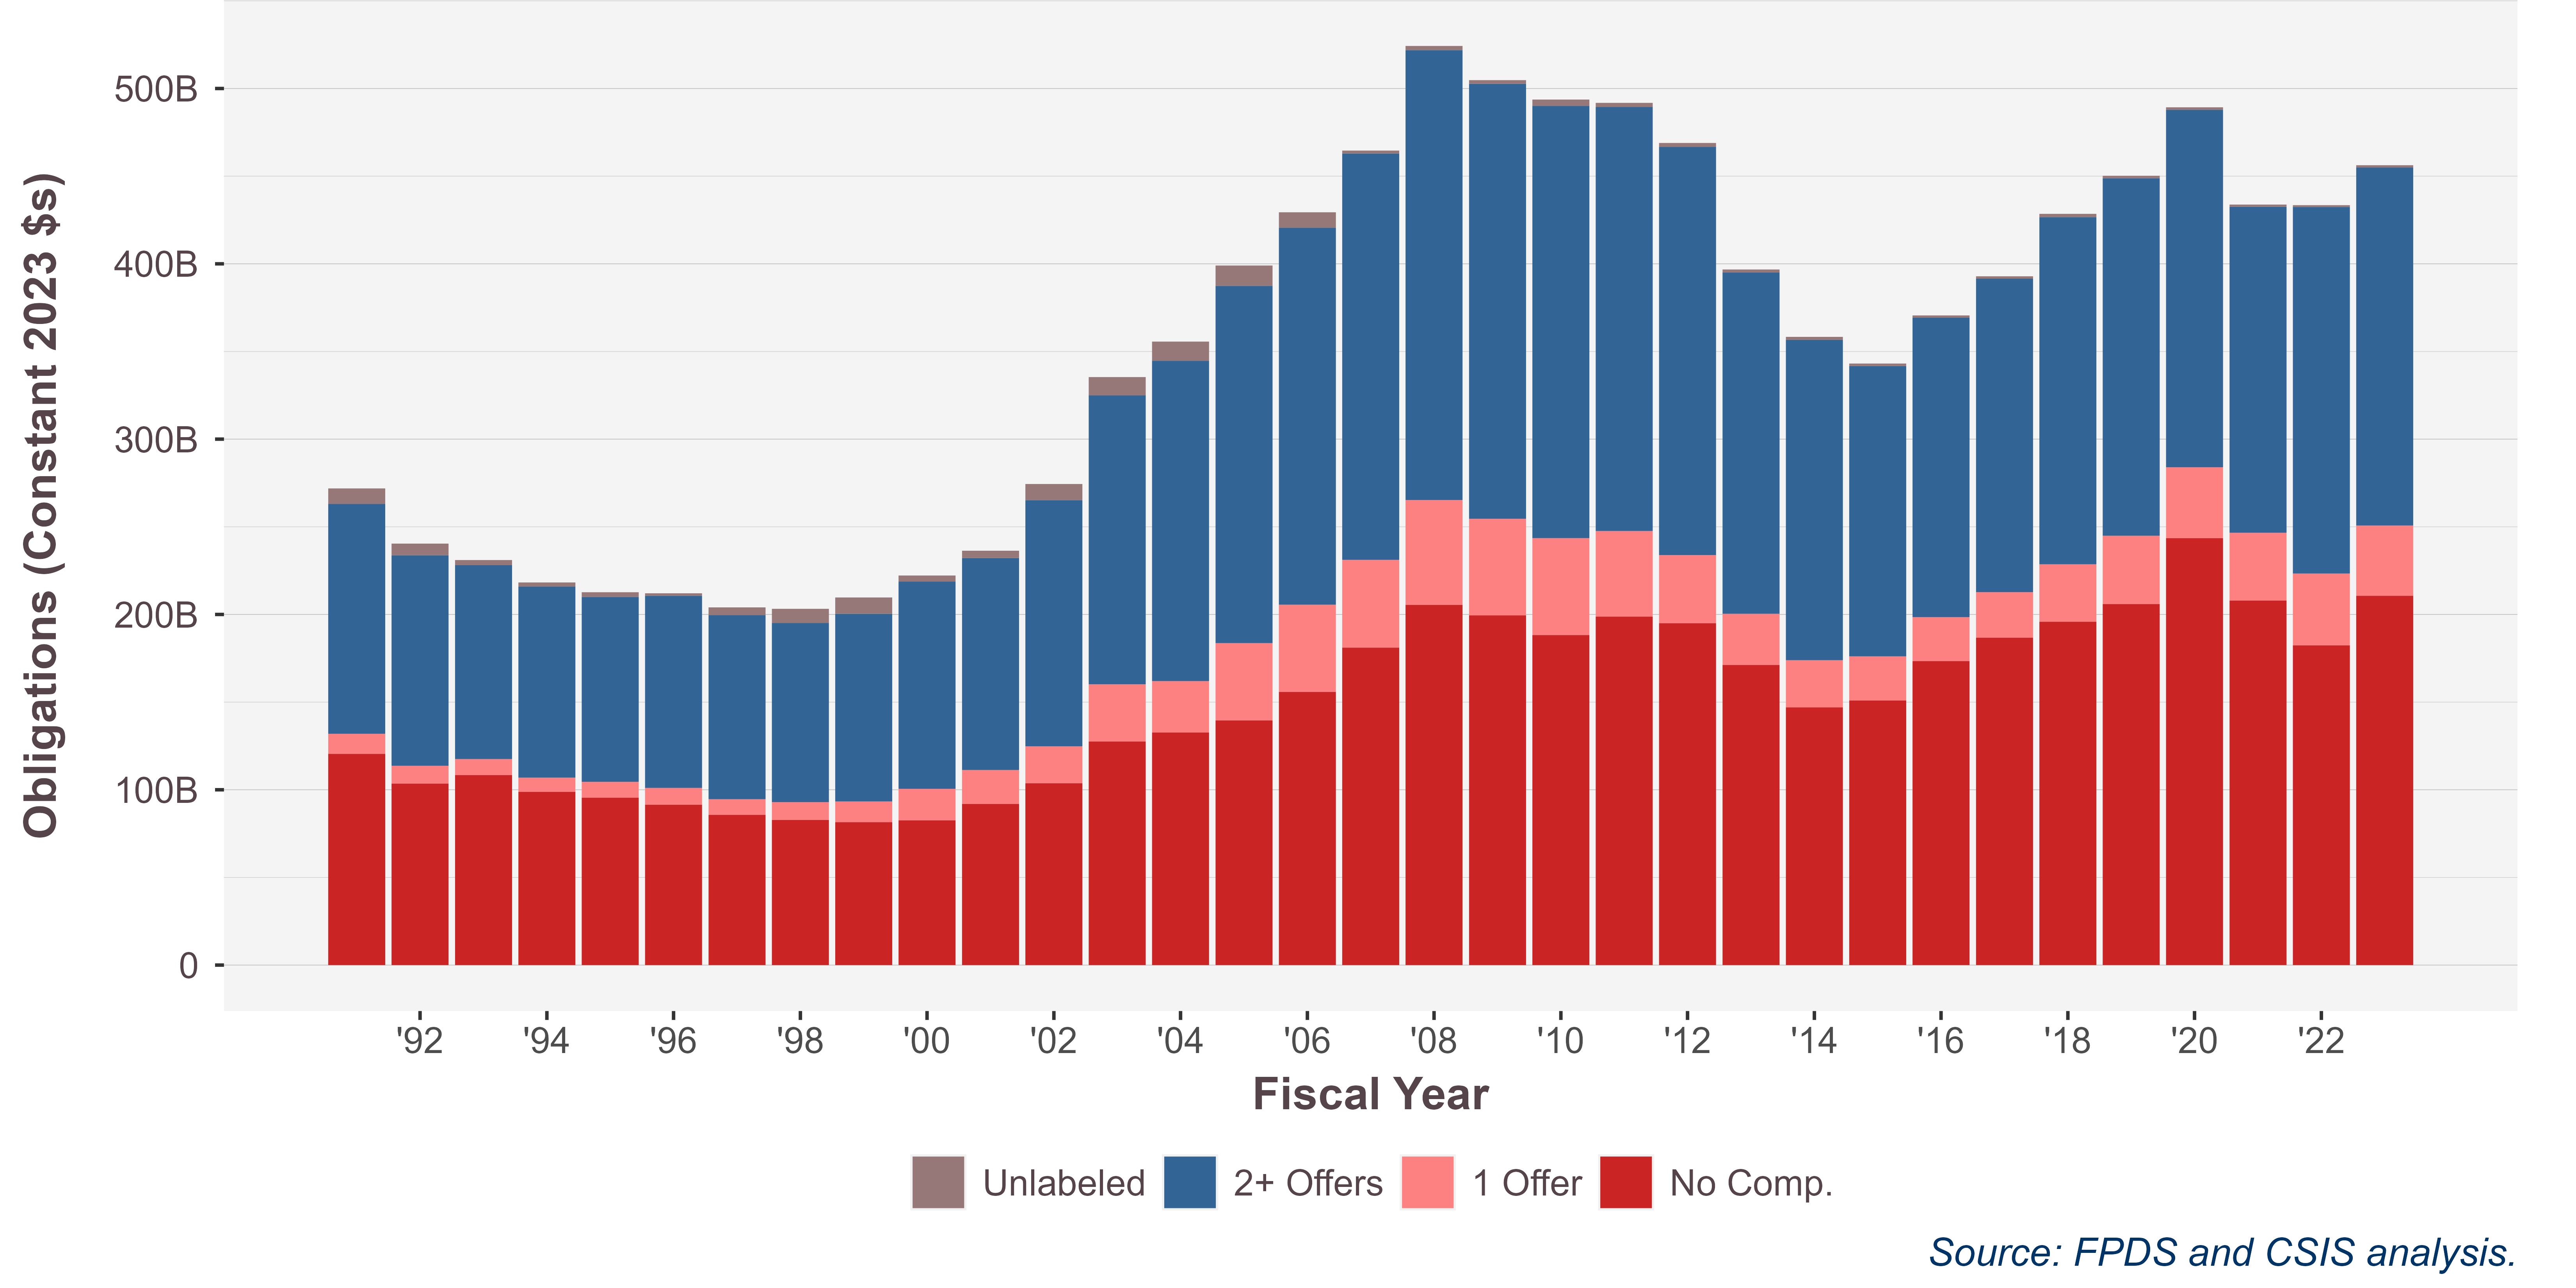 Obligations (Constant 2023 $s)
500B
400B
300B
200B
100B
0
'92 '94 '96 '98 '00 '02 '04 '06 '08 '10 '12 '14 '16 '18 '20 '22
Fiscal Year
Unlabeled 2+ Offers 1 Offer No Comp.
Source: FPDS and CSIS analysis.